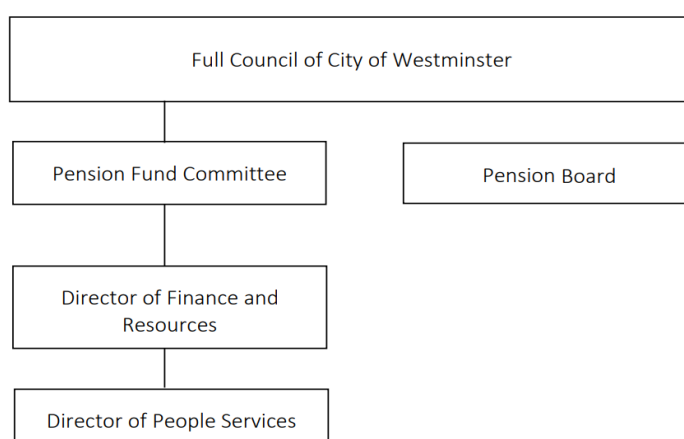 Full Council of City of Westminster
Pension Fund Committee
Pension Board
Director of Finance and
Resources
Director of People Services